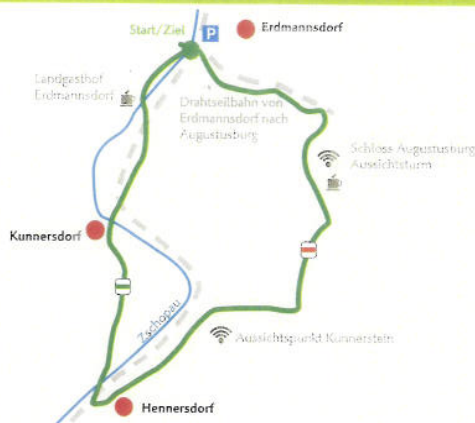 Start/Ziel
P
Erdmannsdorf
Landgasthof
Erdmannsdorf
Drahtseilbahn von
Erdmannsdorf nach
Augustusburg
Schloss Augustusburg
Aussichtsturm
Kunnersdorf
Zschopau
Aussichtspunkt Kunnerstein
Hennersdorf